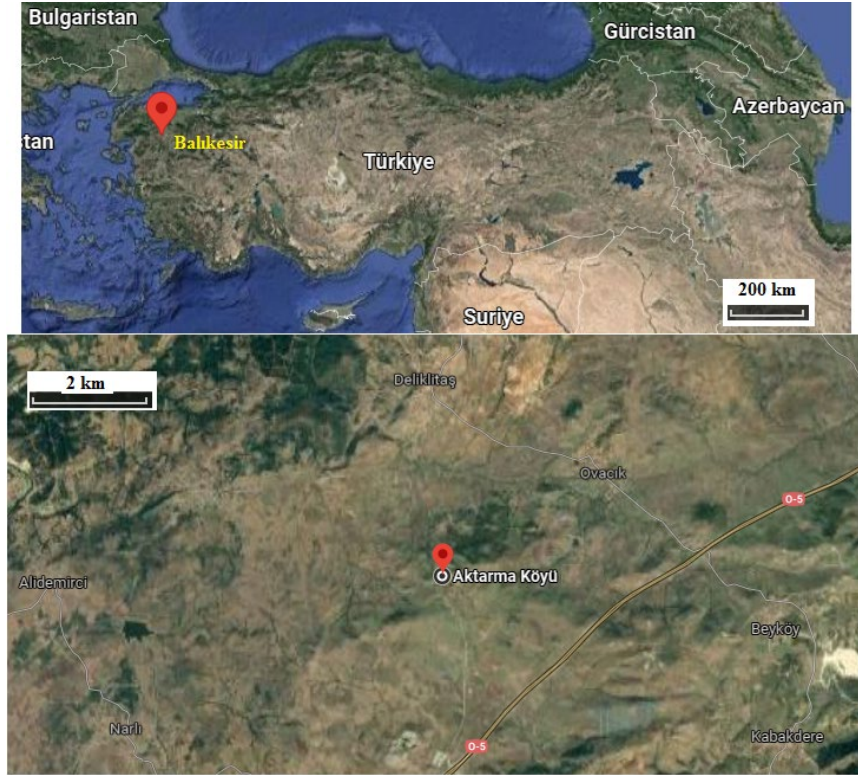 Bulgaristan
Gürcistan
Azerbaycan
stan
Balıkesir
Türkiye
200 km
Suriye
2 km
Deliklitaş
Ovacık
O-5
Aktarma Köyü
Alidemirci
Beyköy
Narlı
Kabakdere
O-5